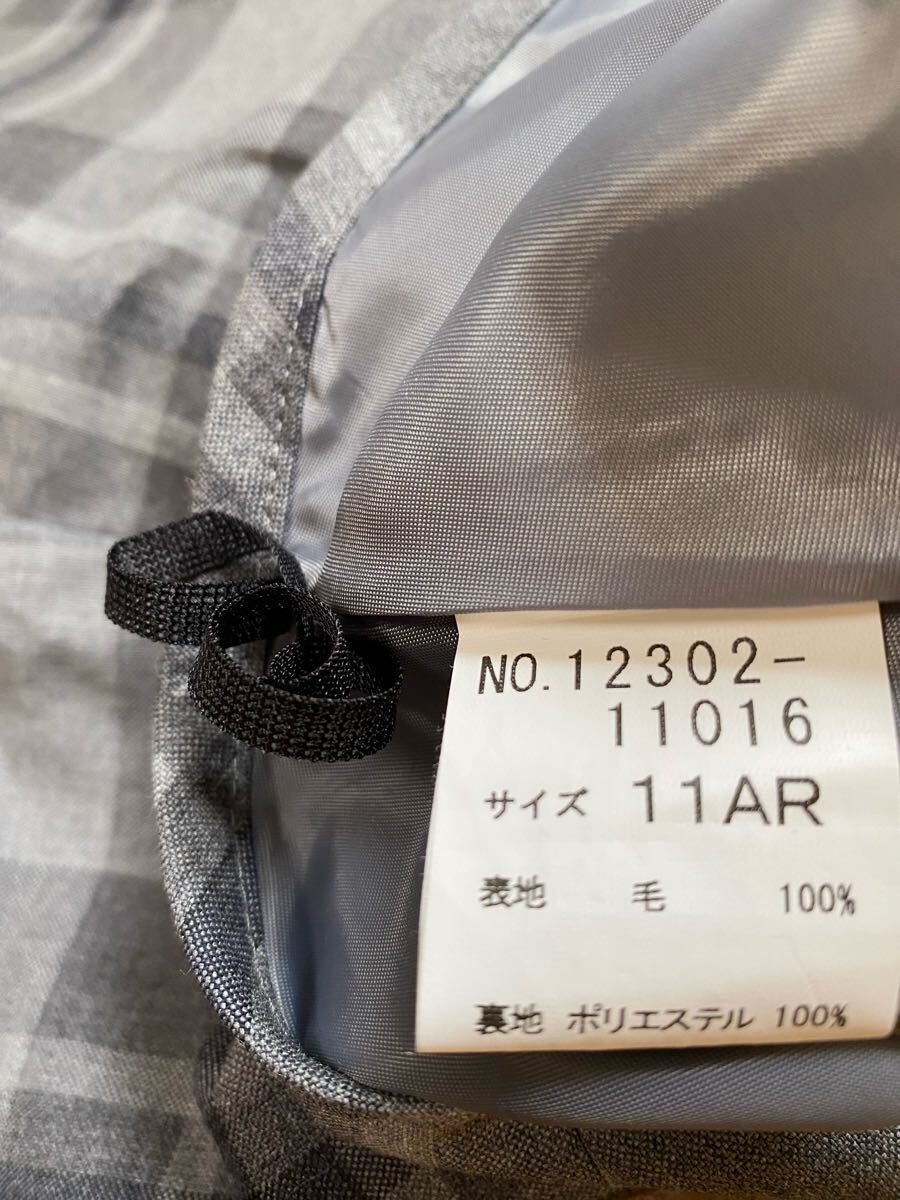 NO.12302-
11016
サイズ 11AR
表地 毛 100%
裏地 ポリエステル 100%